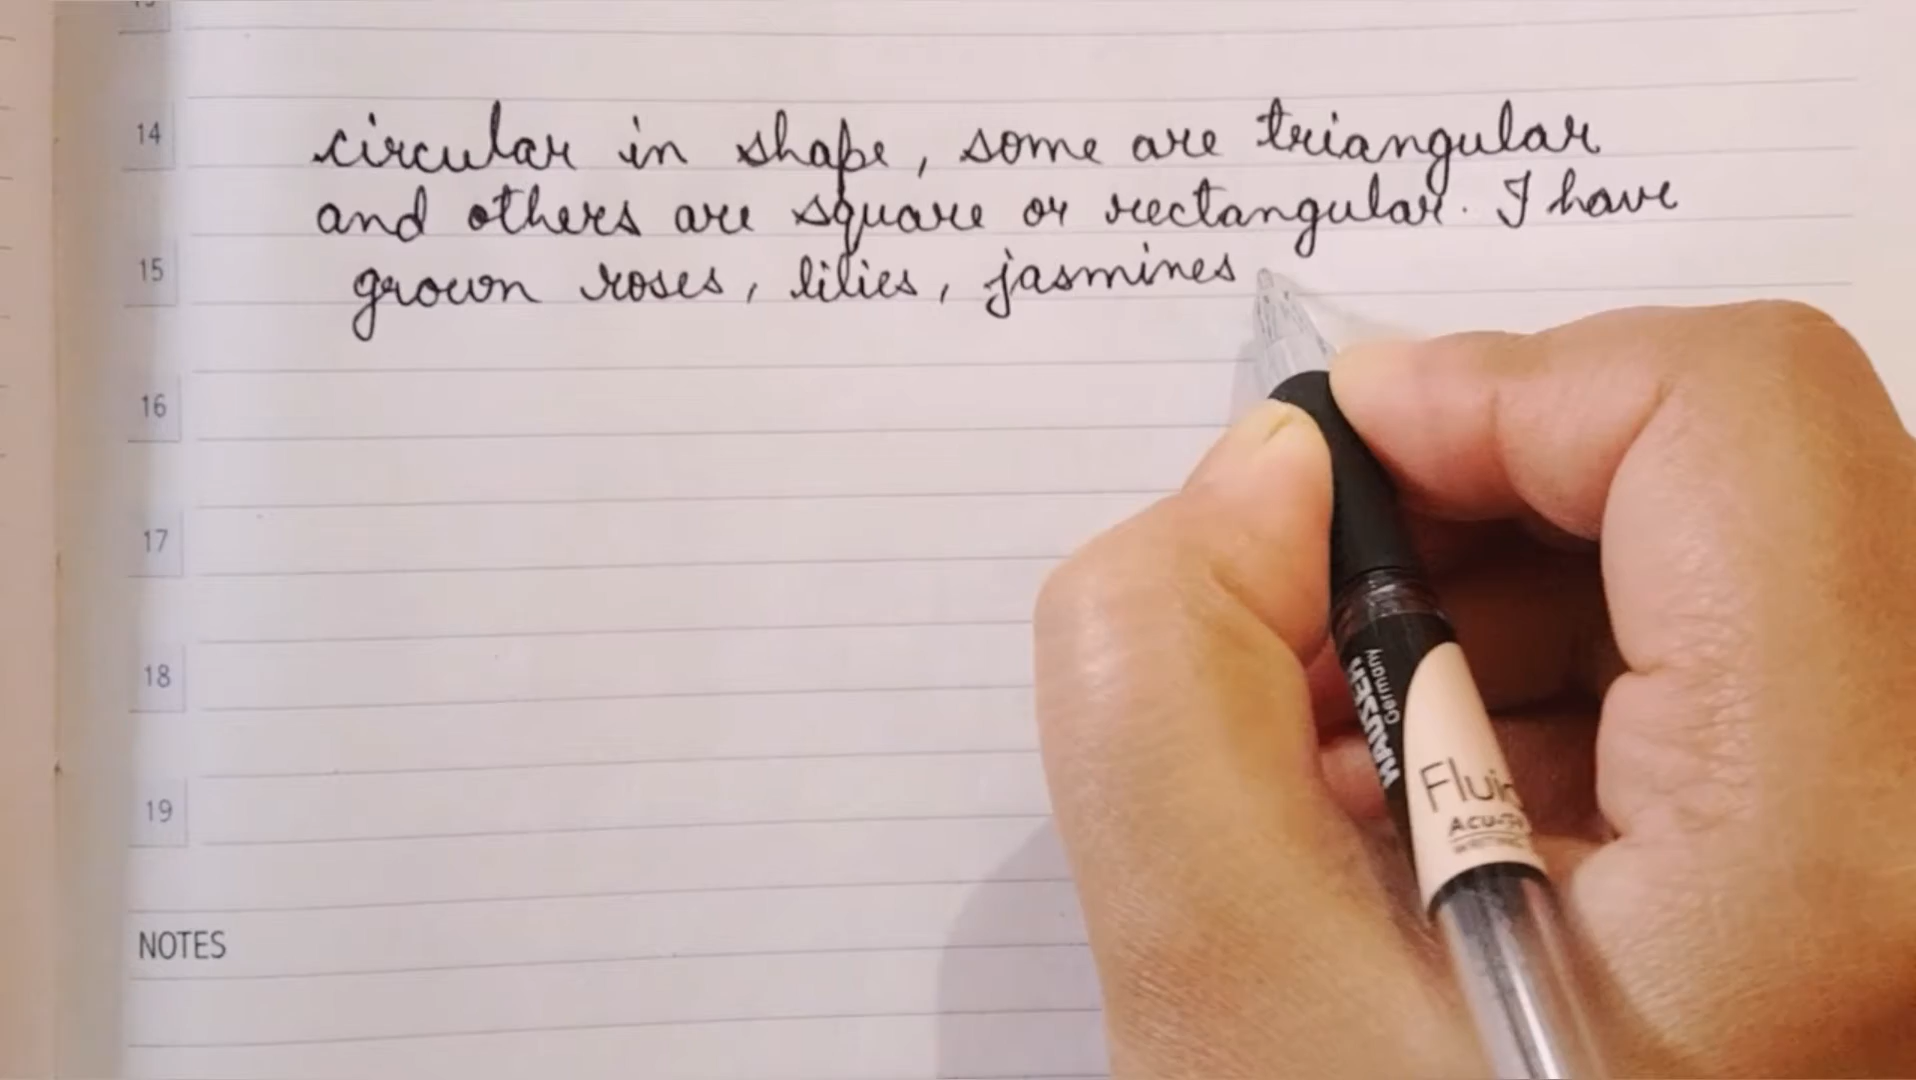 14
circular in shape, some are triangular
and others are square or rectangular. I have
15
grown roses, lilies, jasmines
16
17
18
19
NOTES
HAUSER
Germany
Fluid